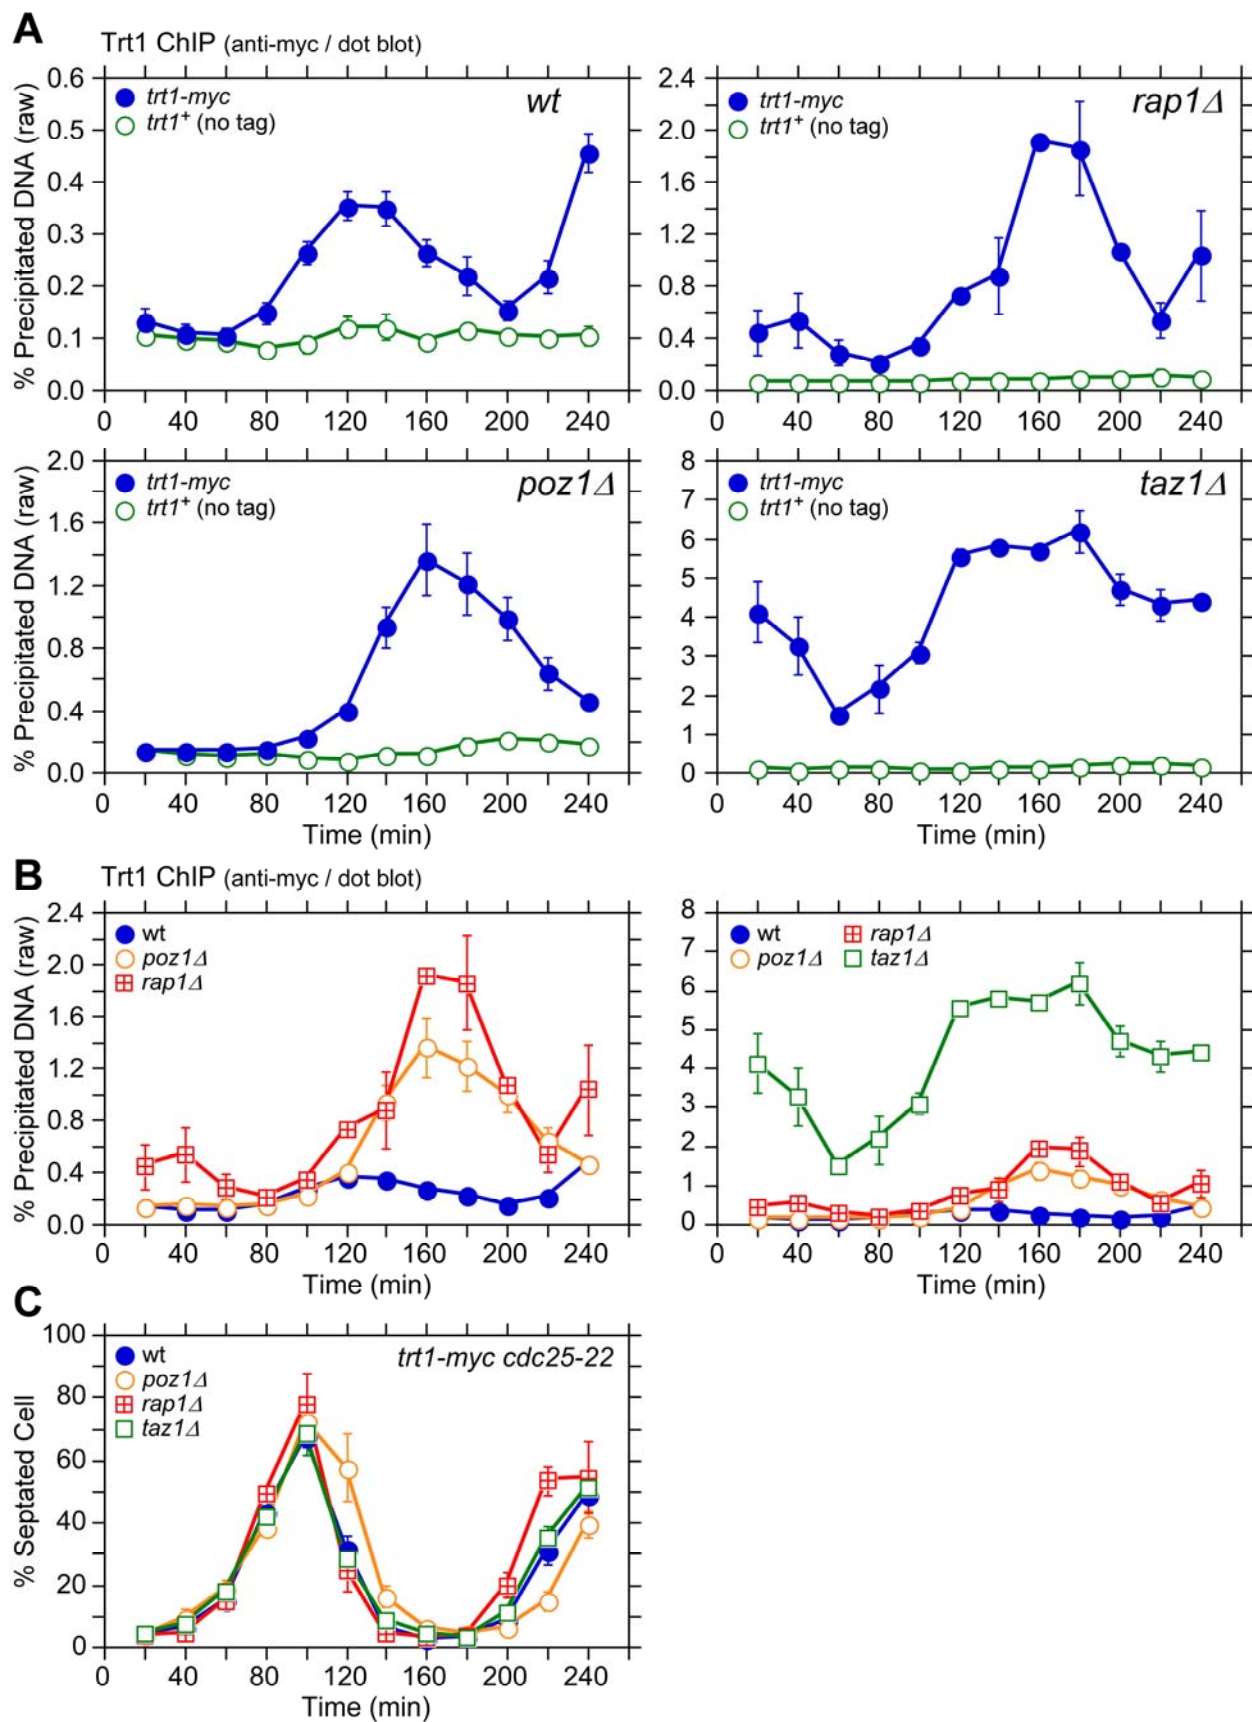 A
Trt1 ChIP (anti-myc / dot blot)
% Precipitated DNA (raw)
0.6
0.5
0.4
0.3
0.2
0.1
0.0
trt1-myc
trt1+ (no tag)
wt
0 40 80 120 160 200 240
2.4
2.0
1.6
1.2
0.8
0.4
0.0
trt1-myc
trt1+ (no tag)
rap1Δ
0 40 80 120 160 200 240
% Precipitated DNA (raw)
2.0
1.6
1.2
0.8
0.4
0.0
trt1-myc
trt1+ (no tag)
poz1Δ
0 40 80 120 160 200 240
Time (min)
8
7
6
5
4
3
2
1
0
trt1-myc
trt1+ (no tag)
taz1Δ
0 40 80 120 160 200 240
Time (min)
B
Trt1 ChIP (anti-myc / dot blot)
% Precipitated DNA (raw)
2.4
2.0
1.6
1.2
0.8
0.4
0.0
wt
poz1Δ
rap1Δ
0 40 80 120 160 200 240
Time (min)
8
7
6
5
4
3
2
1
0
wt rap1Δ
poz1Δ taz1Δ
0 40 80 120 160 200 240
Time (min)
C
% Septated Cell
100
80
60
40
20
0
wt
poz1Δ
rap1Δ
taz1Δ
trt1-myc cdc25-22
0 40 80 120 160 200 240
Time (min)